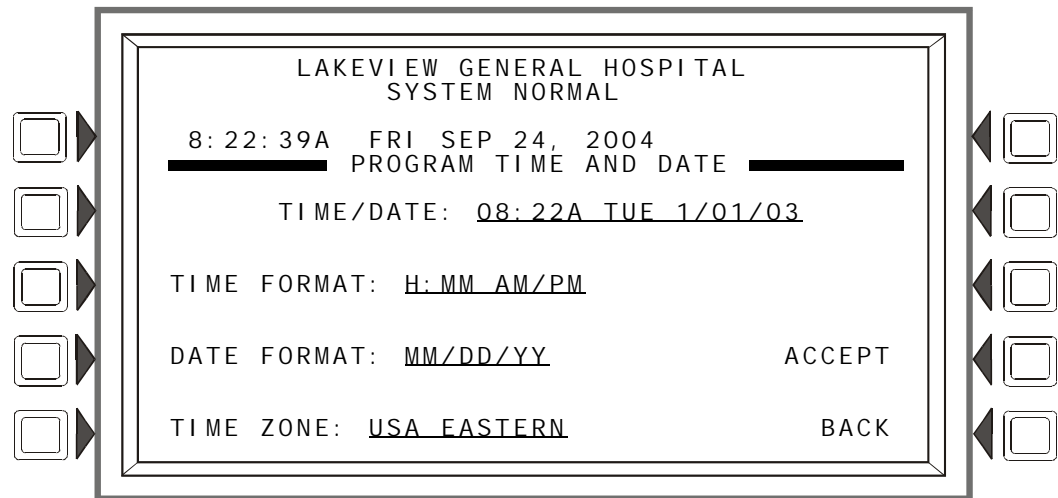 LAKEVIEW GENERAL HOSPITAL
SYSTEM NORMAL
8:22:39A FRI SEP 24, 2004
PROGRAM TIME AND DATE
TIME/DATE: 08:22A TUE 1/01/03
TIME FORMAT: H:MM AM/PM
DATE FORMAT: MM/DD/YY ACCEPT
TIME ZONE: USA EASTERN BACK